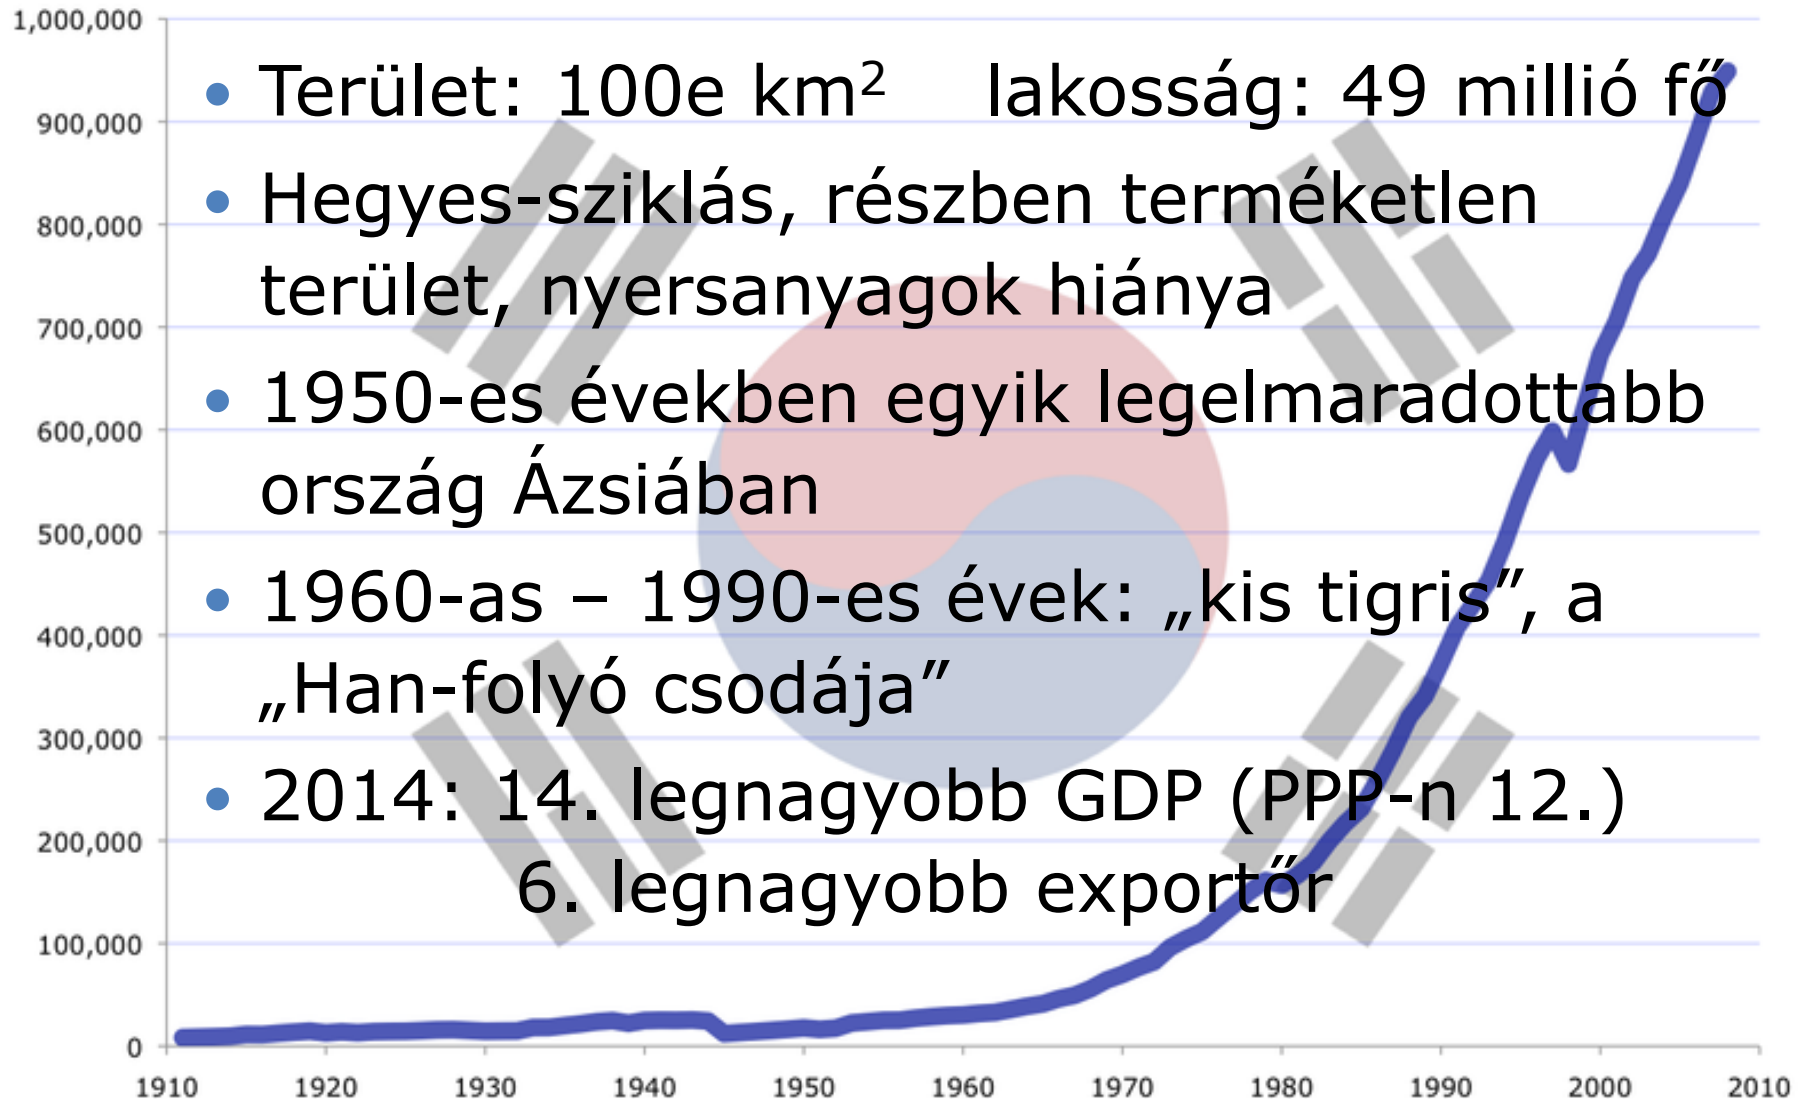 1,000,000
• Terület: 100e km² lakosság: 49 millió fő
900,000
• Hegyes-sziklás, részben terméketlen
800,000
terület, nyersanyagok hiánya
700,000
• 1950-es években egyik legelmaradottabb
600,000
ország Ázsiában
500,000
• 1960-as – 1990-es évek: „kis tigris”, a
400,000
„Han-folyó csodája”
300,000
• 2014: 14. legnagyobb GDP (PPP-n 12.)
200,000
6. legnagyobb exportőr
100,000
0
1910 1920 1930 1940 1950 1960 1970 1980 1990 2000 2010